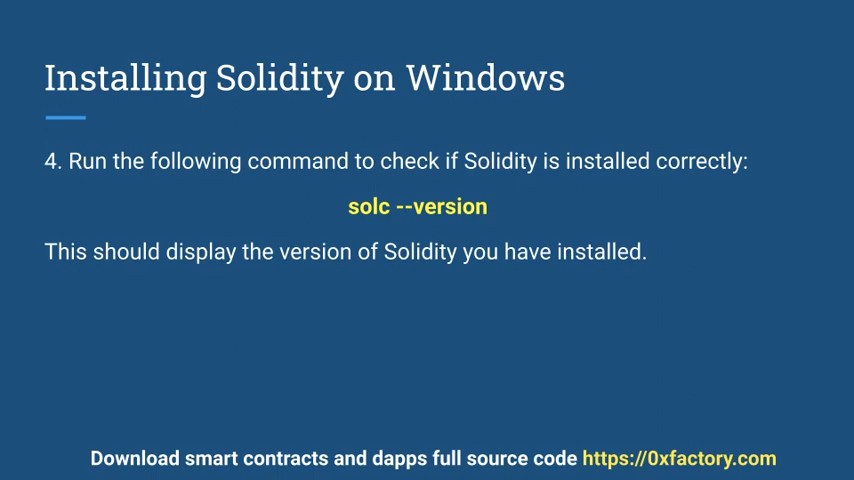 Installing Solidity on Windows
4. Run the following command to check if Solidity is installed correctly:
solc --version
This should display the version of Solidity you have installed.
Download smart contracts and dapps full source code https://0xfactory.com